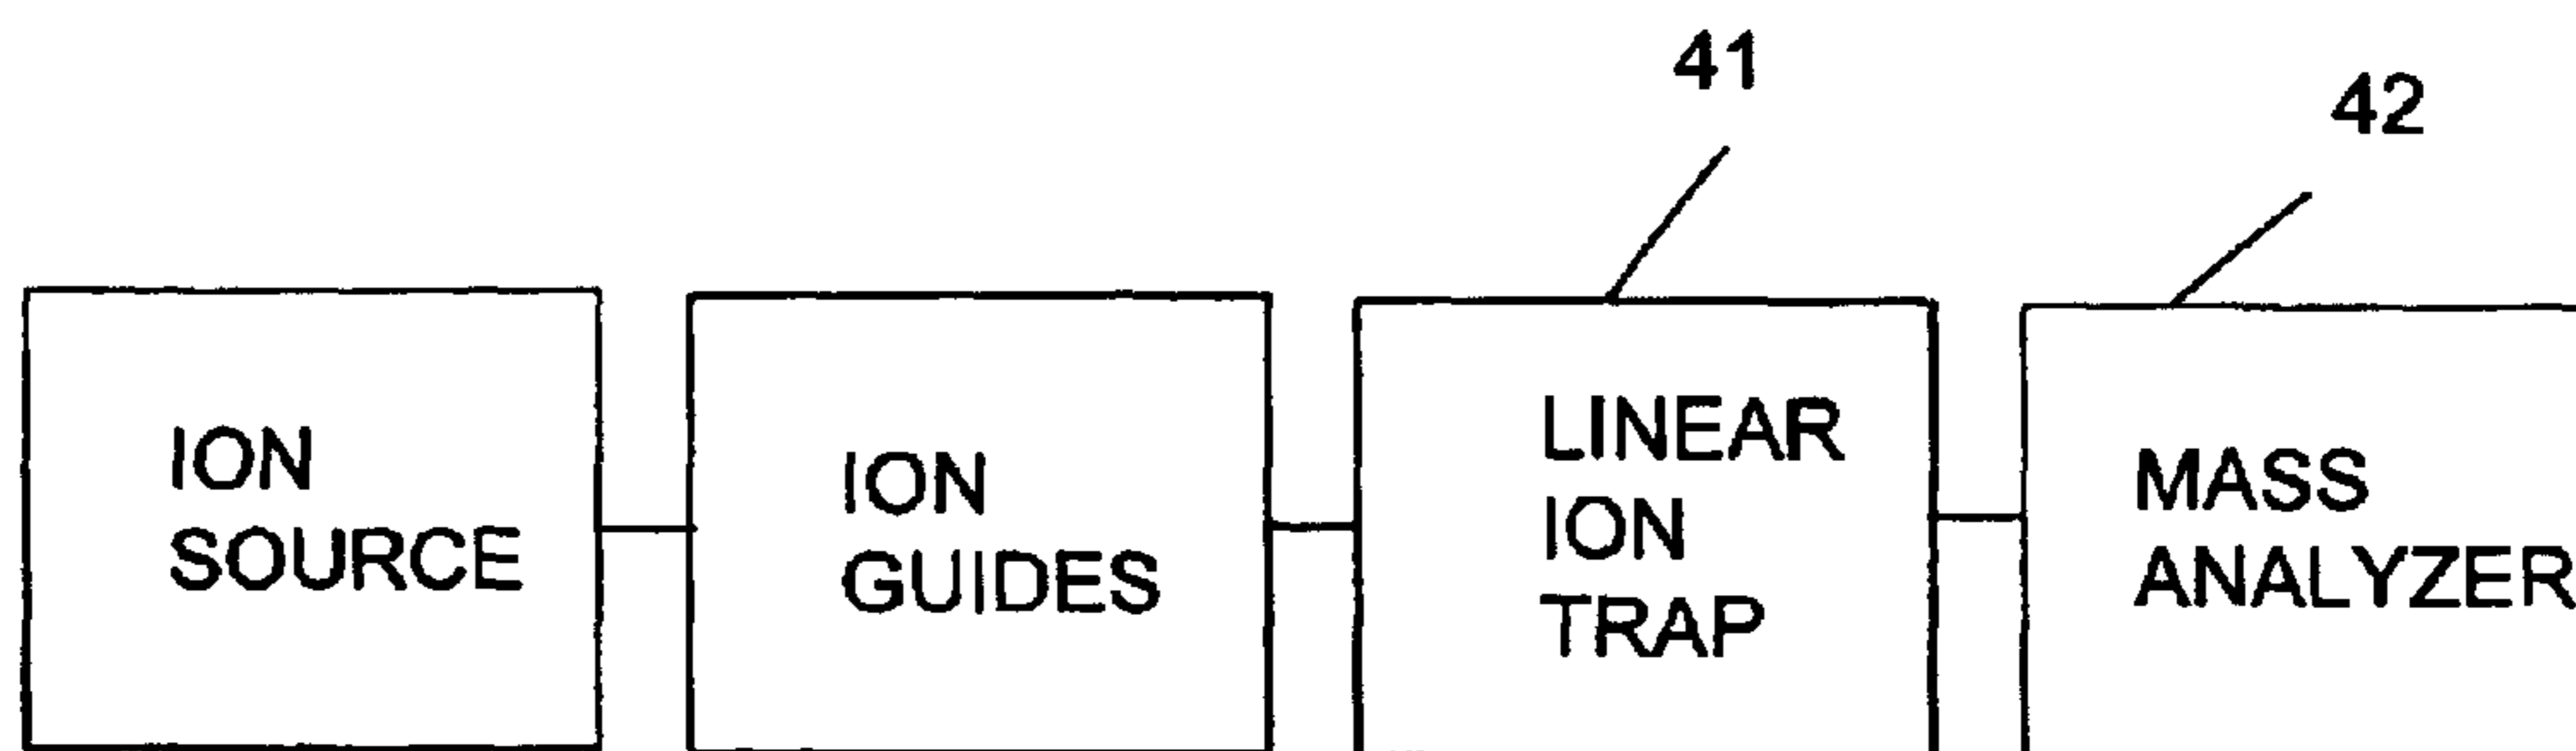 41
42
ION
SOURCE
ION
GUIDES
LINEAR
ION
TRAP
MASS
ANALYZER